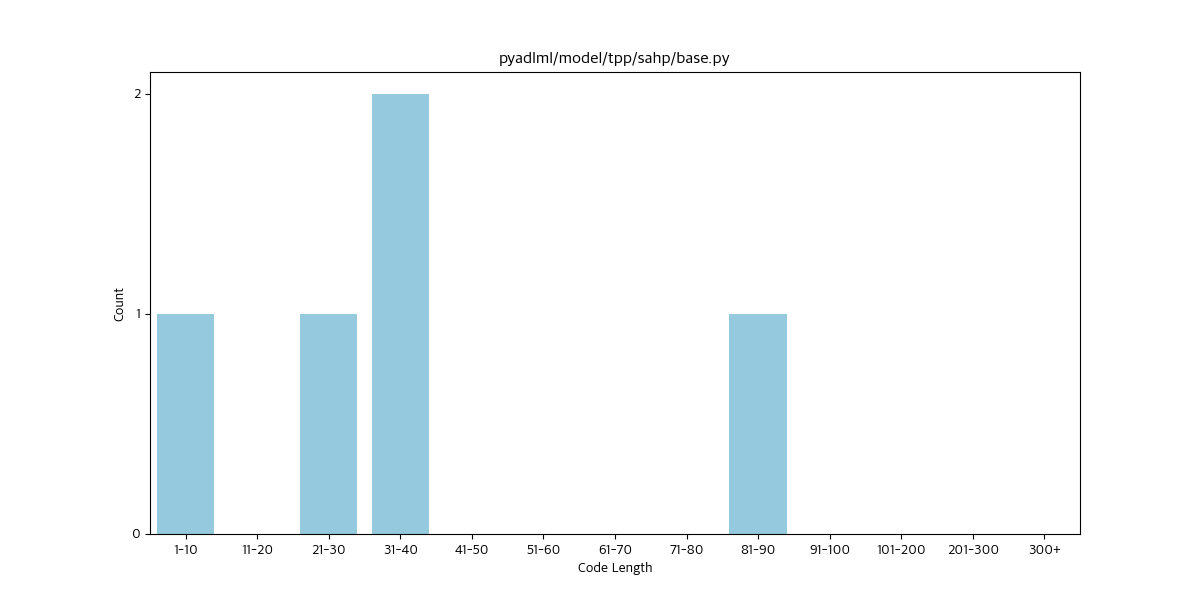 pyadlml/model/tpp/sahp/base.py
2
1
0
Count
1-10 11-20 21-30 31-40 41-50 51-60 61-70 71-80 81-90 91-100 101-200 201-300 300+
Code Length